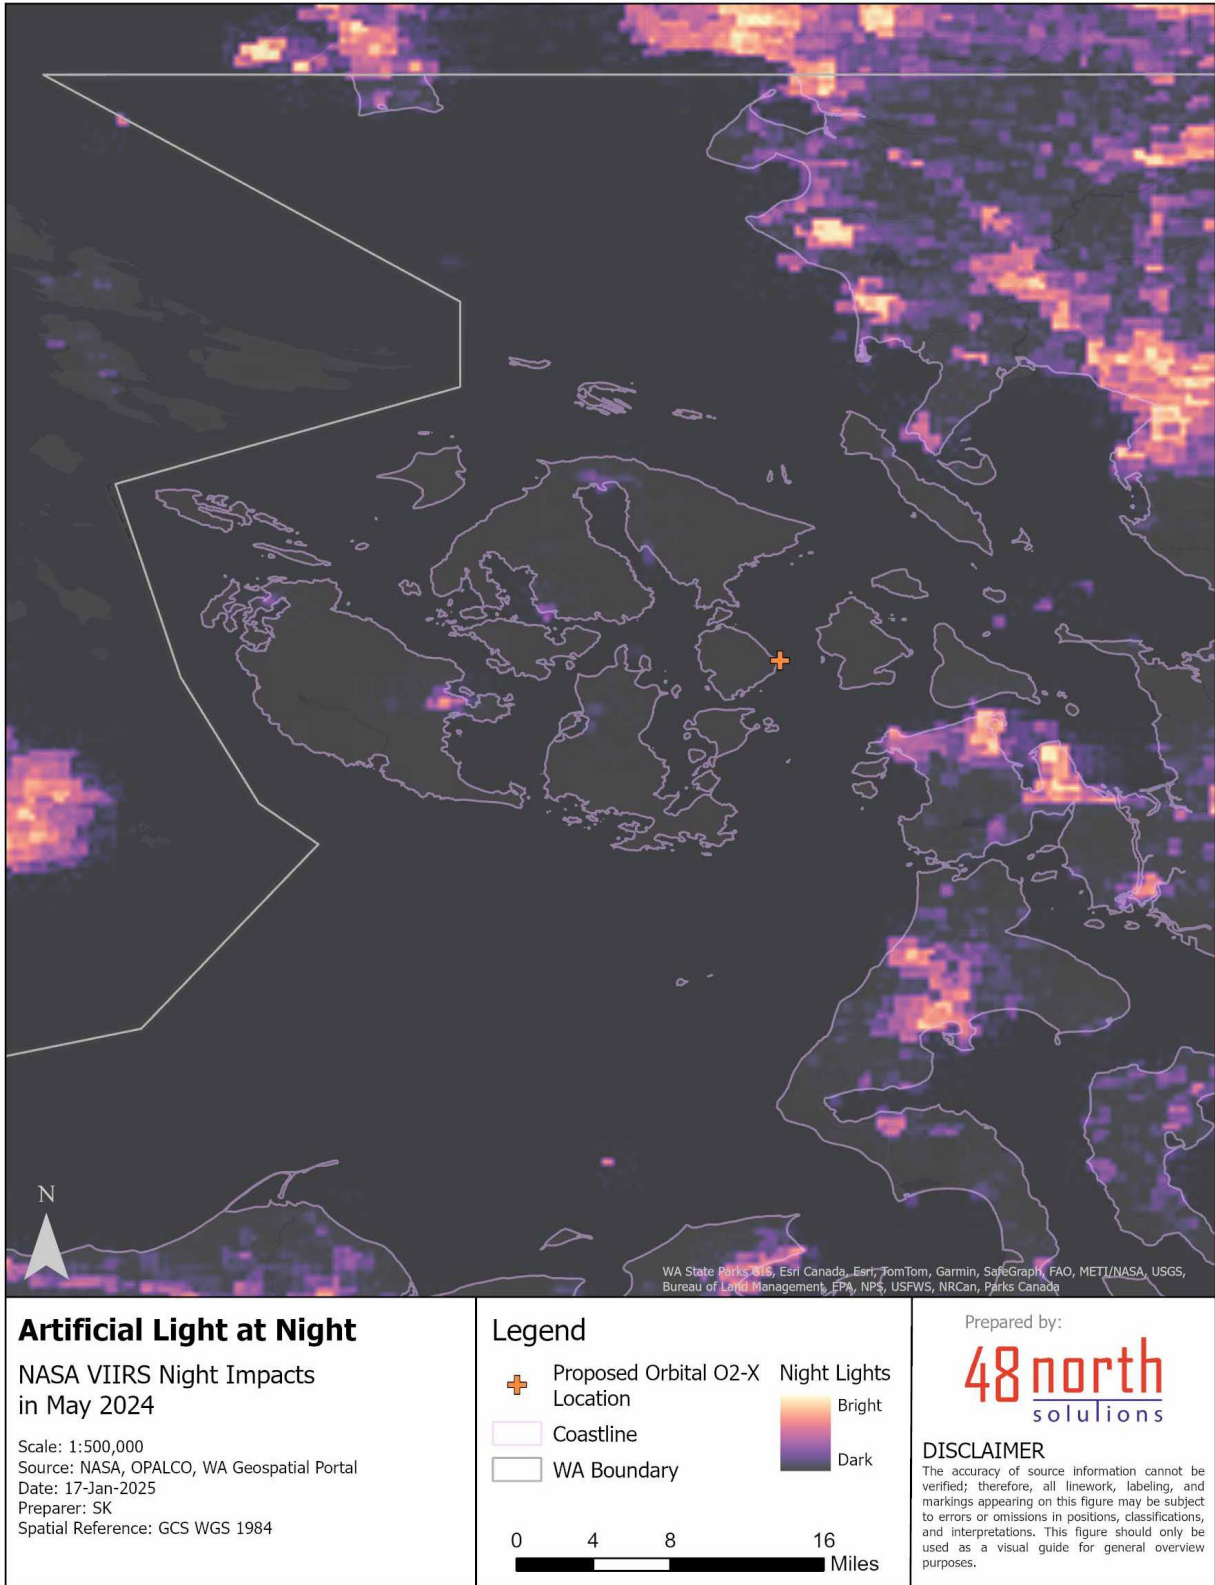 N
WA State Parks GIS, Esri Canada, Esri, TomTom, Garmin, SafeGraph, FAO, METI/NASA, USGS,
Bureau of Land Management, EPA, NPS, USFWS, NRCan, Parks Canada
Artificial Light at Night
NASA VIIRS Night Impacts
in May 2024
Scale: 1:500,000
Source: NASA, OPALCO, WA Geospatial Portal
Date: 17-Jan-2025
Preparer: SK
Spatial Reference: GCS WGS 1984
Legend
Proposed Orbital O2-X
Location
Coastline
WA Boundary
Night Lights
Bright
Dark
0 4 8 16
Miles
Prepared by:
48north
solutions
DISCLAIMER
The accuracy of source information cannot be
verified; therefore, all linework, labeling, and
markings appearing on this figure may be subject
to errors or omissions in positions, classifications,
and interpretations. This figure should only be
used as a visual guide for general overview
purposes.